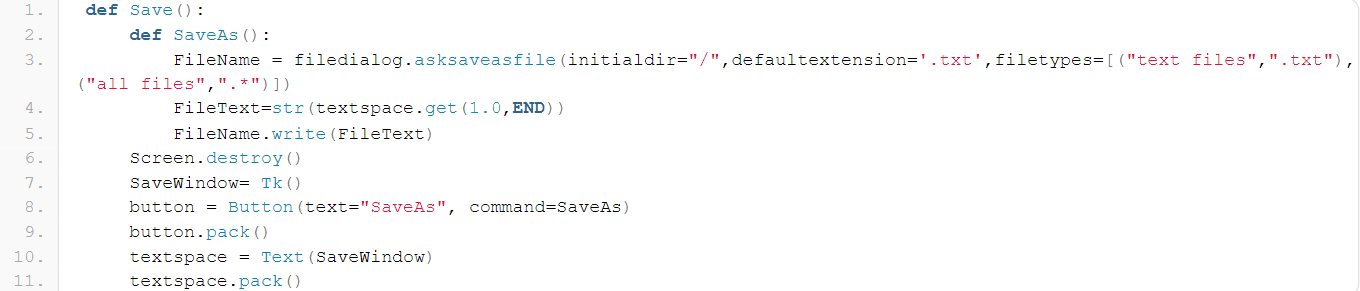 1. def Save():
2. def SaveAs():
3. FileName = filedialog.asksaveasfile(initialdir="/",defaultextension='.txt',filetypes=[("text files",".txt"),
("all files",".*")])
4. FileText=str(textspace.get(1.0,END))
5. FileName.write(FileText)
6. Screen.destroy()
7. SaveWindow= Tk()
8. button = Button(text="SaveAs", command=SaveAs)
9. button.pack()
10. textspace = Text(SaveWindow)
11. textspace.pack()